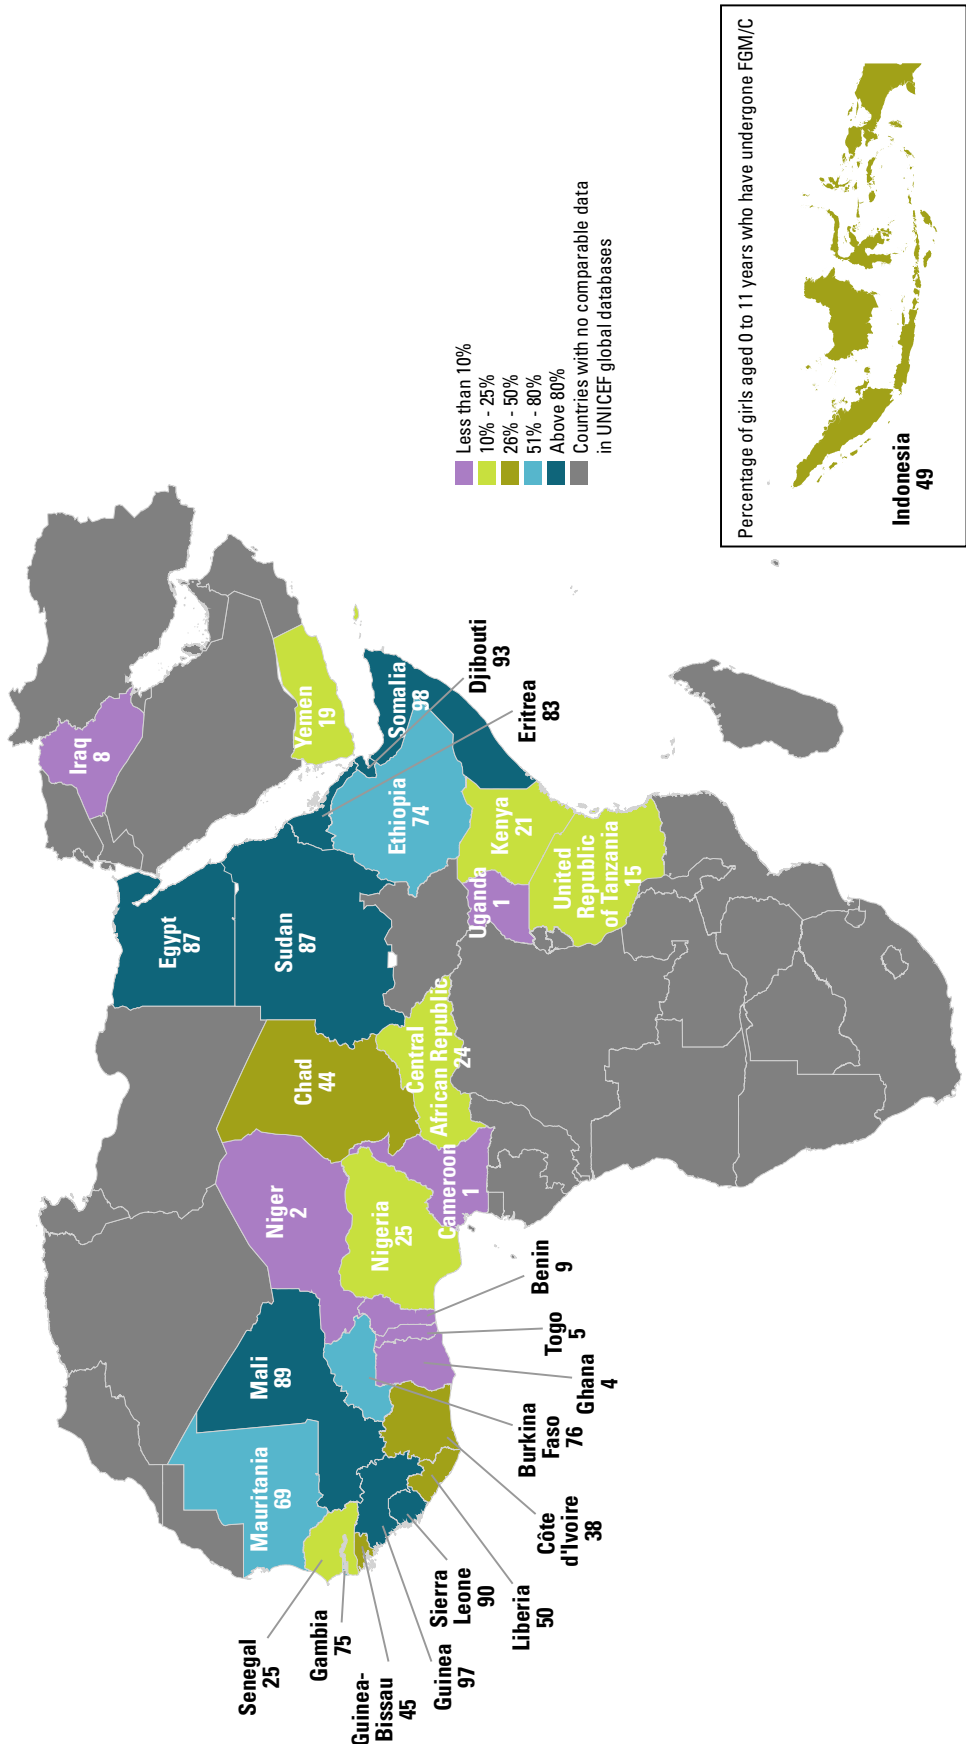 Iraq
8
Yemen
19
Egypt
87
Sudan
87
Somalia
98
Djibouti
93
Eritrea
83
Ethiopia
74
Kenya
21
Uganda
1
United
Republic
of Tanzania
15
Chad
44
Central
African Republic
24
Niger
2
Nigeria
25
Cameroon
1
Mali
89
Mauritania
69
Benin
9
Togo
5
Ghana
4
Burkina
Faso
76
Côte
d'Ivoire
38
Liberia
50
Sierra
Leone
90
Guinea
97
Guinea-
Bissau
45
Gambia
75
Senegal
25
Less than 10%
10% - 25%
26% - 50%
51% - 80%
Above 80%
Countries with no comparable data
in UNICEF global databases
Percentage of girls aged 0 to 11 years who have undergone FGM/C
Indonesia
49